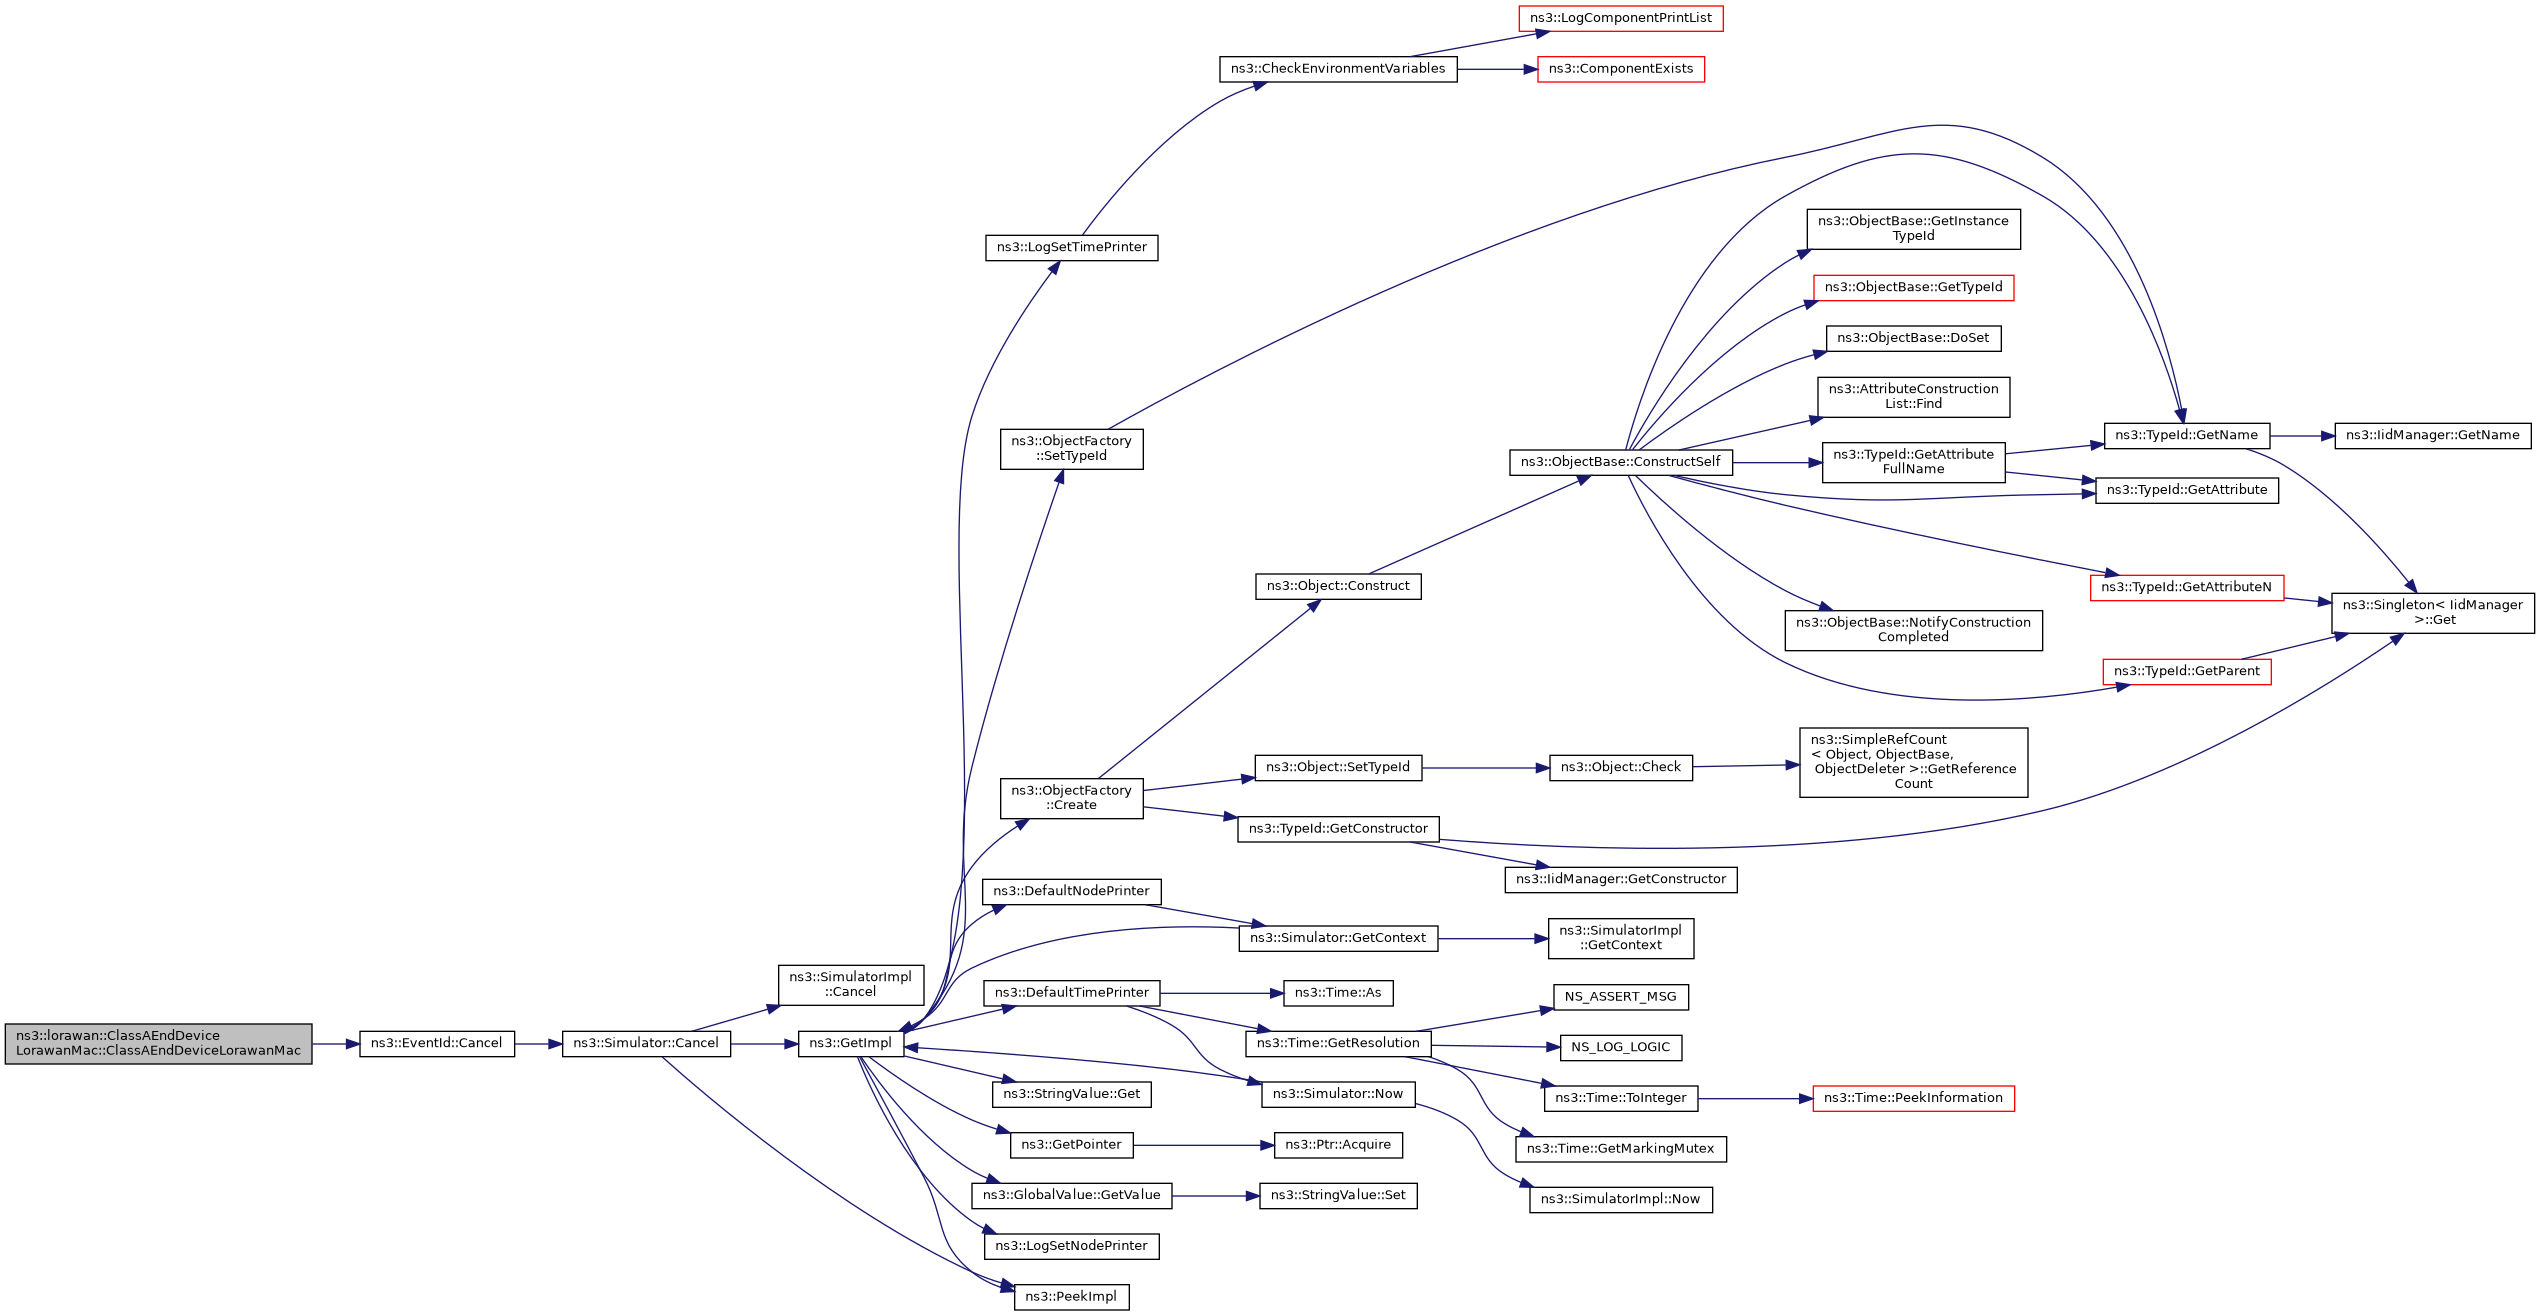 ns3::lorawan::ClassAEndDevice
LorawanMac::ClassAEndDeviceLorawanMac
ns3::EventId::Cancel
ns3::Simulator::Cancel
ns3::SimulatorImpl
::Cancel
ns3::GetImpl
ns3::LogSetTimePrinter
ns3::ObjectFactory
::SetTypeId
ns3::ObjectFactory
::Create
ns3::DefaultNodePrinter
ns3::DefaultTimePrinter
ns3::StringValue::Get
ns3::GetPointer
ns3::GlobalValue::GetValue
ns3::LogSetNodePrinter
ns3::PeekImpl
ns3::CheckEnvironmentVariables
ns3::Object::Construct
ns3::Object::SetTypeId
ns3::TypeId::GetConstructor
ns3::Simulator::GetContext
ns3::Time::As
ns3::Time::GetResolution
ns3::Simulator::Now
ns3::Ptr::Acquire
ns3::StringValue::Set
ns3::LogComponentPrintList
ns3::ComponentExists
ns3::ObjectBase::ConstructSelf
ns3::Object::Check
ns3::IidManager::GetConstructor
ns3::SimulatorImpl
::GetContext
NS_ASSERT_MSG
NS_LOG_LOGIC
ns3::Time::ToInteger
ns3::Time::GetMarkingMutex
ns3::SimulatorImpl::Now
ns3::ObjectBase::GetInstance
TypeId
ns3::ObjectBase::GetTypeId
ns3::ObjectBase::DoSet
ns3::AttributeConstruction
List::Find
ns3::TypeId::GetAttribute
FullName
ns3::ObjectBase::NotifyConstruction
Completed
ns3::SimpleRefCount
< Object, ObjectBase,
ObjectDeleter >::GetReference
Count
ns3::Time::PeekInformation
ns3::TypeId::GetName
ns3::TypeId::GetAttribute
ns3::TypeId::GetAttributeN
ns3::TypeId::GetParent
ns3::IidManager::GetName
ns3::Singleton< IidManager
>::Get